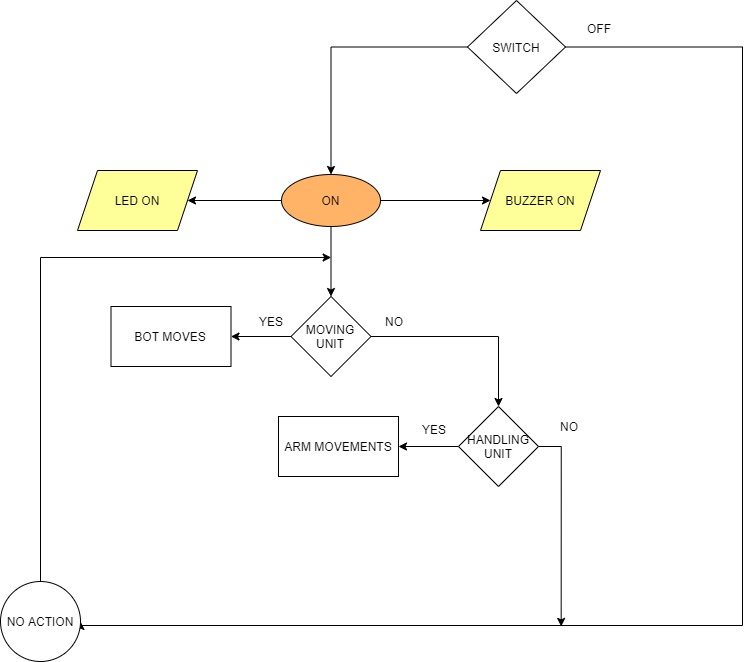 OFF
SWITCH
LED ON
ON
BUZZER ON
YES
NO
MOVING
UNIT
BOT MOVES
YES
NO
HANDLING
UNIT
ARM MOVEMENTS
NO ACTION